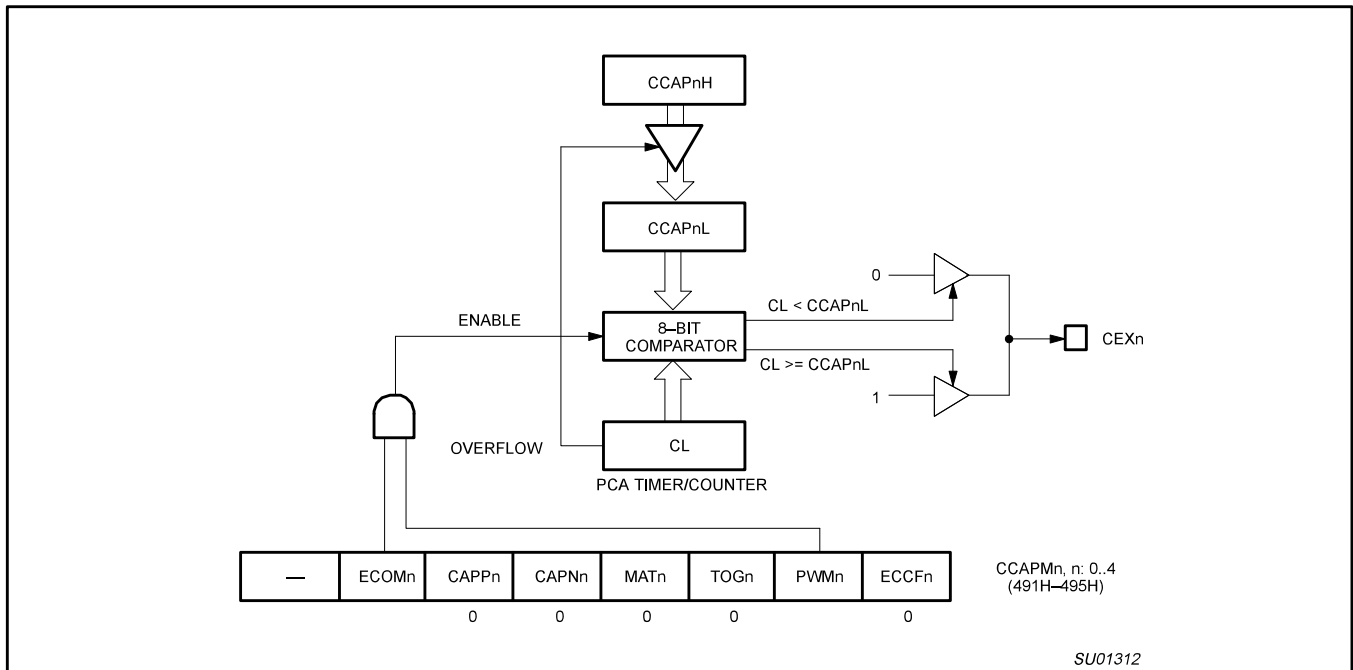 CCAPnH
CCAPnL
0
CL < CCAPnL
ENABLE
8–BIT
COMPARATOR
CEXn
CL >= CCAPnL
1
OVERFLOW
CL
PCA TIMER/COUNTER
— ECOMn CAPPn CAPNn MATn TOGn PWMn ECCFn
CCAPMn, n: 0..4
(491H–495H)
0 0 0 0 0
SU01312